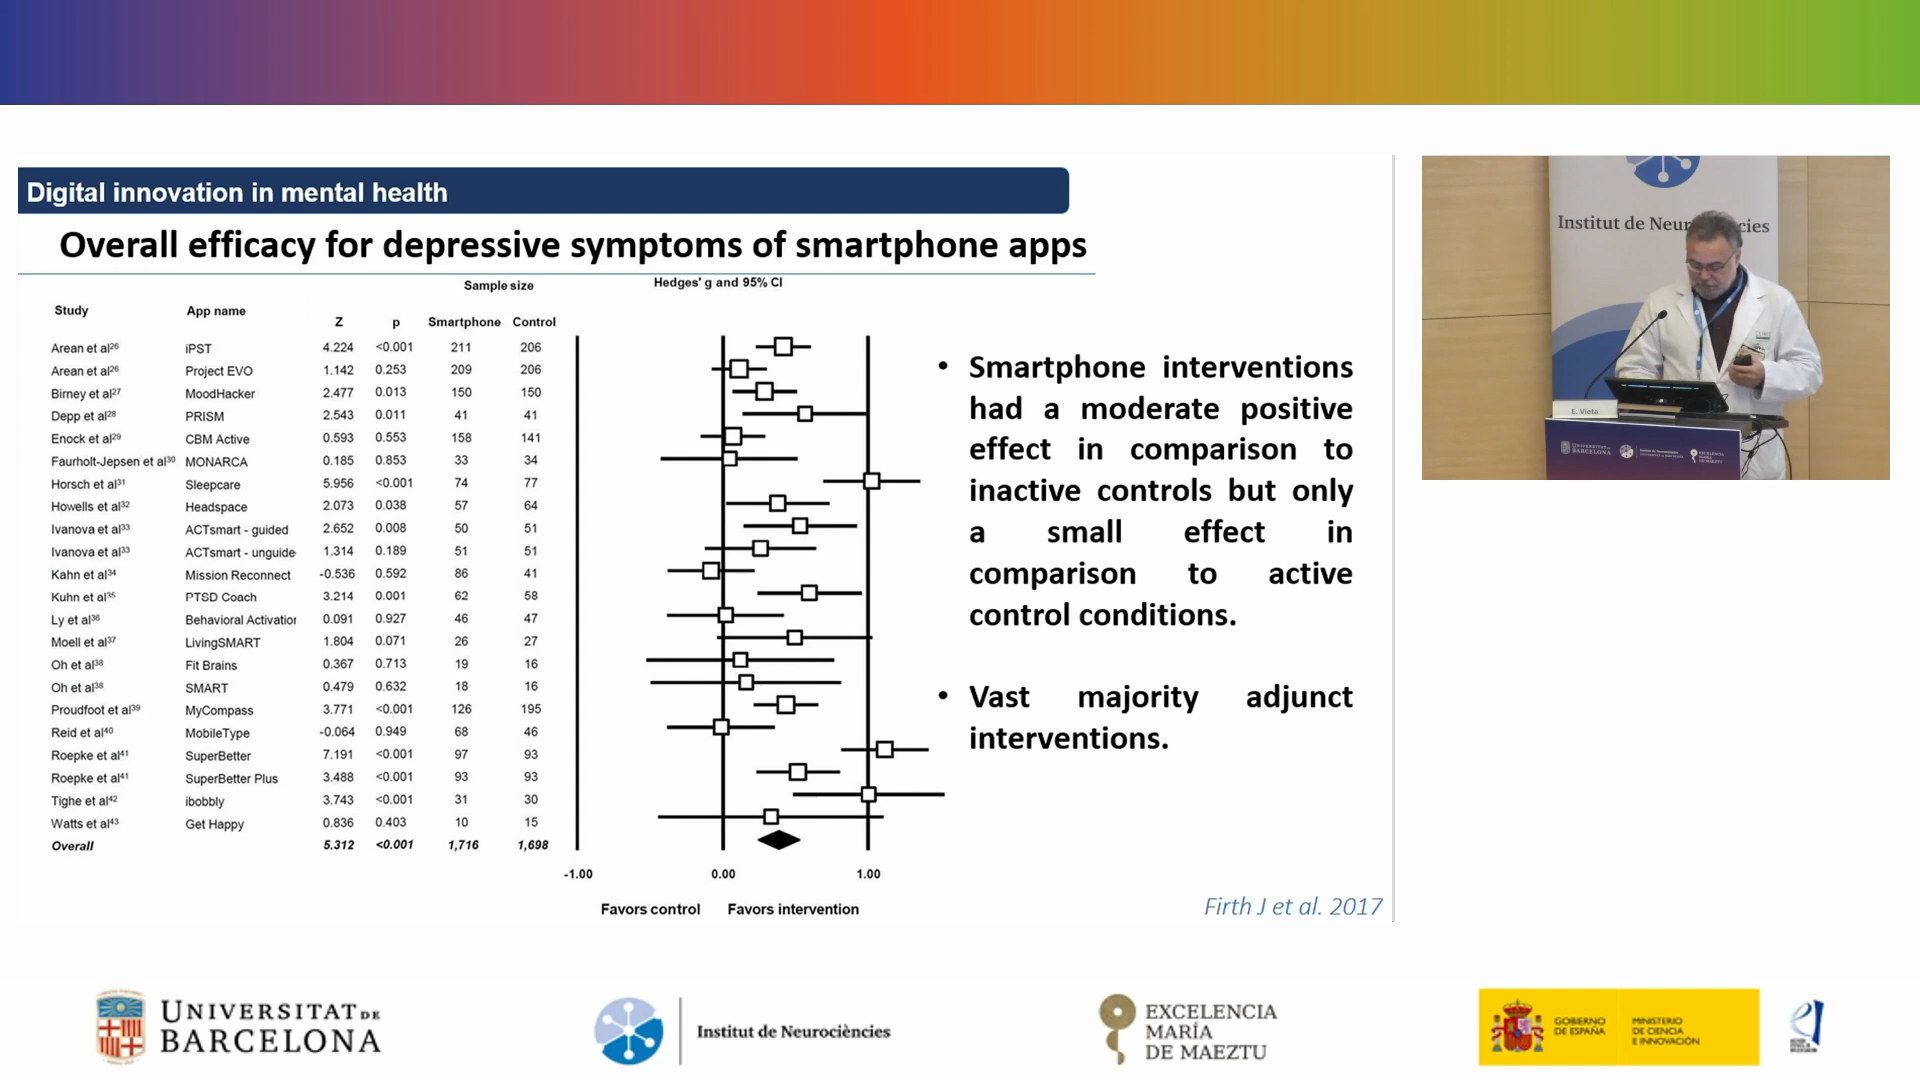 Digital innovation in mental health
Overall efficacy for depressive symptoms of smartphone apps
Sample size
Hedges' g and 95% CI
Study App name Z p Smartphone Control
Arean et al26 iPST 4.224 <0.001 211 206
Arean et al26 Project EVO 1.142 0.253 209 206
Birney et al27 MoodHacker 2.477 0.013 150 150
Depp et al28 PRISM 2.543 0.011 41 41
Enock et al29 CBM Active 0.593 0.553 158 141
Faurholt-Jepsen et al30 MONARCA 0.185 0.853 33 34
Horsch et al31 Sleepcare 5.956 <0.001 74 77
Howells et al32 Headspace 2.073 0.038 57 64
Ivanova et al33 ACTsmart - guided 2.652 0.008 50 51
Ivanova et al33 ACTsmart - unguide 1.314 0.189 51 51
Kahn et al34 Mission Reconnect -0.536 0.592 86 41
Kuhn et al35 PTSD Coach 3.214 0.001 62 58
Ly et al36 Behavioral Activation 0.091 0.927 46 47
Moell et al37 LivingSMART 1.804 0.071 26 27
Oh et al38 Fit Brains 0.367 0.713 19 16
Oh et al38 SMART 0.479 0.632 18 16
Proudfoot et al39 MyCompass 3.771 <0.001 126 195
Reid et al40 MobileType -0.064 0.949 68 46
Roepke et al41 SuperBetter 7.191 <0.001 97 93
Roepke et al41 SuperBetter Plus 3.488 <0.001 93 93
Tighe et al42 ibobbly 3.743 <0.001 31 30
Watts et al43 Get Happy 0.836 0.403 10 15
Overall 5.312 <0.001 1,716 1,698
-1.00 0.00 1.00
Favors control Favors intervention
• Smartphone interventions
had a moderate positive
effect in comparison to
inactive controls but only
a small effect in
comparison to active
control conditions.
• Vast majority adjunct
interventions.
Firth J et al. 2017
Institut de Neur cies
E. Vieta
UNIVERSITAT DE
BARCELONA
Institut de Neurociències
EXCELENCIA
MARÍA
DE MAEZTU
UNIVERSITAT DE
BARCELONA
Institut de Neurociències
EXCELENCIA
MARÍA
DE MAEZTU
GOBIERNO
DE ESPAÑA
MINISTERIO
DE CIENCIA
E INNOVACIÓN